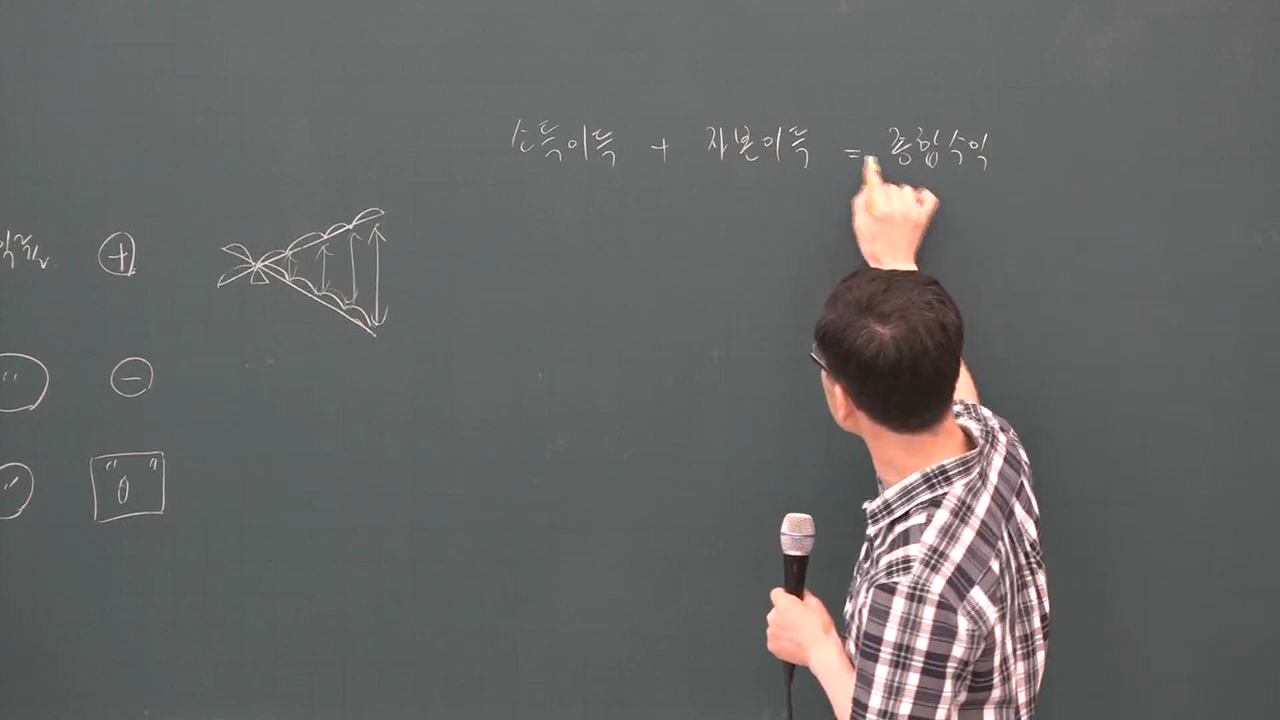 소득이득 + 자본이득 = 종합수익
+
−
" 0 "